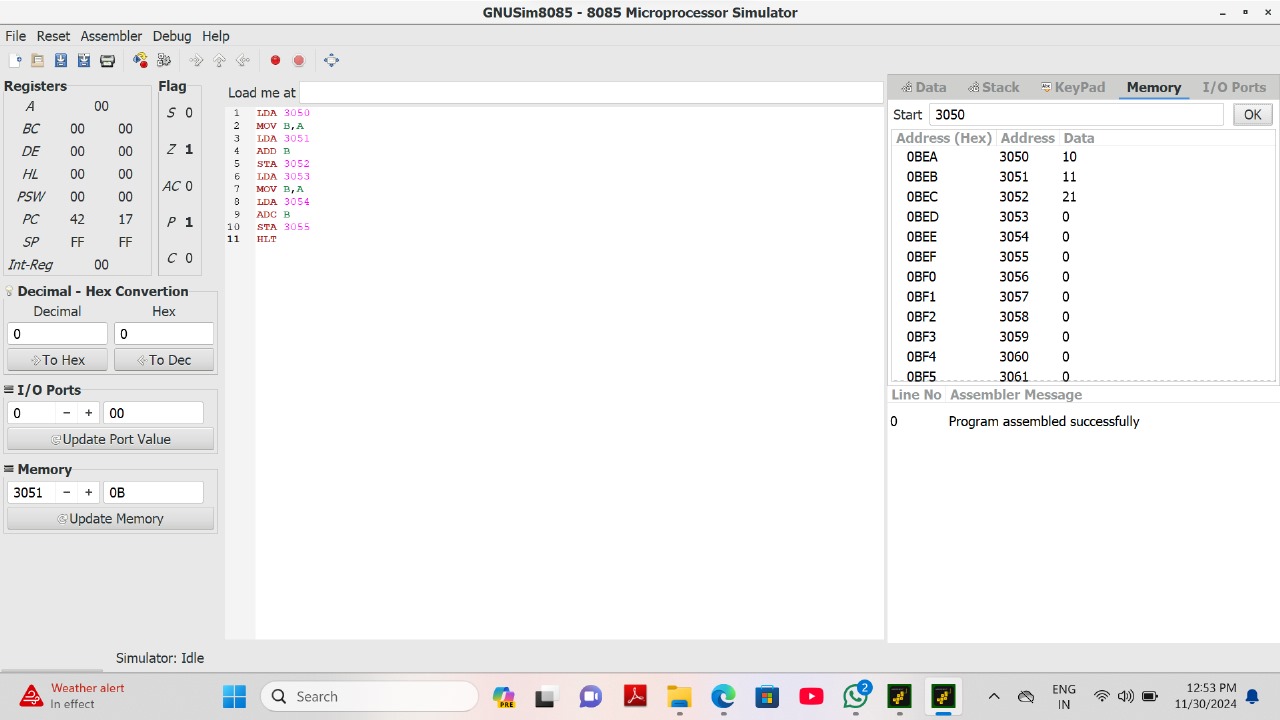 GNUSim8085 - 8085 Microprocessor Simulator
File Reset Assembler Debug Help
Registers
A 00
BC 00 00
DE 00 00
HL 00 00
PSW 00 00
PC 42 17
SP FF FF
Int-Reg 00
Flag
S 0
Z 1
AC 0
P 1
C 0
Decimal - Hex Convertion
Decimal Hex
0 0
To Hex To Dec
I/O Ports
0 − + 00
Update Port Value
Memory
3051 − + 0B
Update Memory
Load me at
1 LDA 3050
2 MOV B,A
3 LDA 3051
4 ADD B
5 STA 3052
6 LDA 3053
7 MOV B,A
8 LDA 3054
9 ADC B
10 STA 3055
11 HLT
Data Stack KeyPad Memory I/O Ports
Start 3050 OK
Address (Hex) Address Data
0BEA 3050 10
0BEB 3051 11
0BEC 3052 21
0BED 3053 0
0BEE 3054 0
0BEF 3055 0
0BF0 3056 0
0BF1 3057 0
0BF2 3058 0
0BF3 3059 0
0BF4 3060 0
0BF5 3061 0
Line No Assembler Message
0 Program assembled successfully
Simulator: Idle
Weather alert
In effect
Search
PRE
2
ENG
IN
12:53 PM
11/30/2024